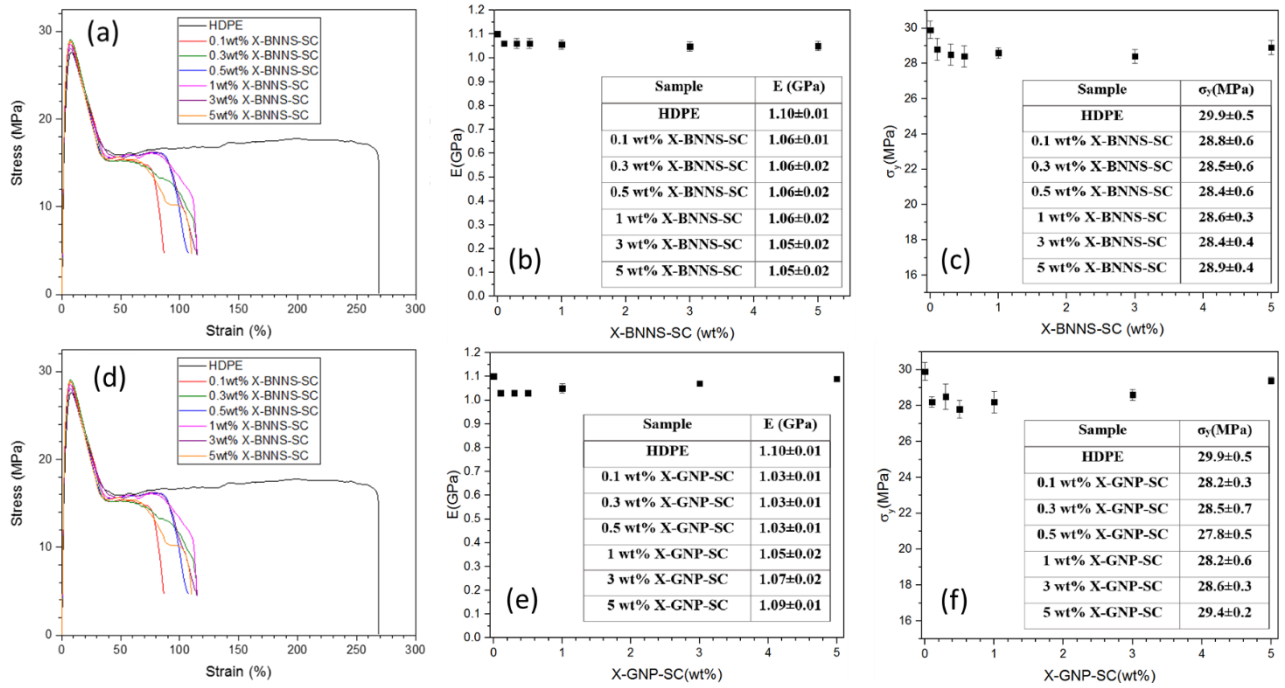 (a)
HDPE
0.1wt% X-BNNS-SC
0.3wt% X-BNNS-SC
0.5wt% X-BNNS-SC
1wt% X-BNNS-SC
3wt% X-BNNS-SC
5wt% X-BNNS-SC
Stress (MPa)
30
20
10
0
0 50 100 150 200 250 300
Strain (%)
(b)
E(GPa)
1.2
1.1
1.0
0.9
0.8
0.7
0.6
0.5
0.4
0.3
0.2
0.1
0.0
Sample E (GPa)
HDPE 1.10±0.01
0.1 wt% X-BNNS-SC 1.06±0.01
0.3 wt% X-BNNS-SC 1.06±0.02
0.5 wt% X-BNNS-SC 1.06±0.02
1 wt% X-BNNS-SC 1.06±0.02
3 wt% X-BNNS-SC 1.05±0.02
5 wt% X-BNNS-SC 1.05±0.02
0 1 2 3 4 5
X-BNNS-SC (wt%)
(c)
σy(MPa)
30
28
26
24
22
20
18
16
Sample σy(MPa)
HDPE 29.9±0.5
0.1 wt% X-BNNS-SC 28.8±0.6
0.3 wt% X-BNNS-SC 28.5±0.6
0.5 wt% X-BNNS-SC 28.4±0.6
1 wt% X-BNNS-SC 28.6±0.3
3 wt% X-BNNS-SC 28.4±0.4
5 wt% X-BNNS-SC 28.9±0.4
0 1 2 3 4 5
X-BNNS-SC (wt%)
(d)
HDPE
0.1wt% X-BNNS-SC
0.3wt% X-BNNS-SC
0.5wt% X-BNNS-SC
1wt% X-BNNS-SC
3wt% X-BNNS-SC
5wt% X-BNNS-SC
Stress (MPa)
30
20
10
0
0 50 100 150 200 250 300
Strain (%)
(e)
E(GPa)
1.2
1.1
1.0
0.9
0.8
0.7
0.6
0.5
0.4
0.3
0.2
0.1
0.0
Sample E (GPa)
HDPE 1.10±0.01
0.1 wt% X-GNP-SC 1.03±0.01
0.3 wt% X-GNP-SC 1.03±0.01
0.5 wt% X-GNP-SC 1.03±0.01
1 wt% X-GNP-SC 1.05±0.02
3 wt% X-GNP-SC 1.07±0.02
5 wt% X-GNP-SC 1.09±0.01
0 1 2 3 4 5
X-GNP-SC(wt%)
(f)
σy(MPa)
30
28
26
24
22
20
18
16
Sample σy(MPa)
HDPE 29.9±0.5
0.1 wt% X-GNP-SC 28.2±0.3
0.3 wt% X-GNP-SC 28.5±0.7
0.5 wt% X-GNP-SC 27.8±0.5
1 wt% X-GNP-SC 28.2±0.6
3 wt% X-GNP-SC 28.6±0.3
5 wt% X-GNP-SC 29.4±0.2
0 1 2 3 4 5
X-GNP-SC(wt%)